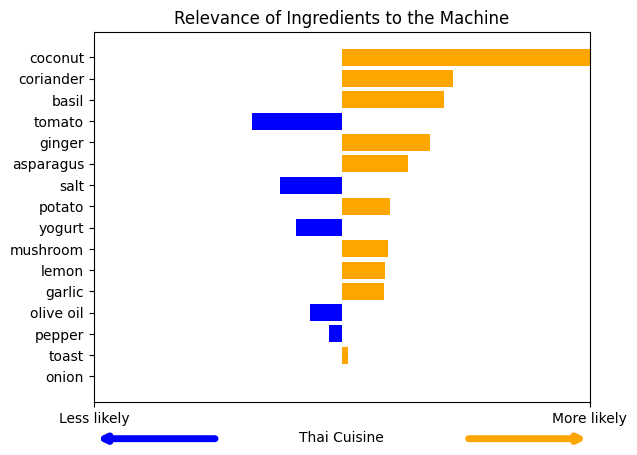 Relevance of Ingredients to the Machine
coconut
coriander
basil
tomato
ginger
asparagus
salt
potato
yogurt
mushroom
lemon
garlic
olive oil
pepper
toast
onion
Less likely
More likely
Thai Cuisine